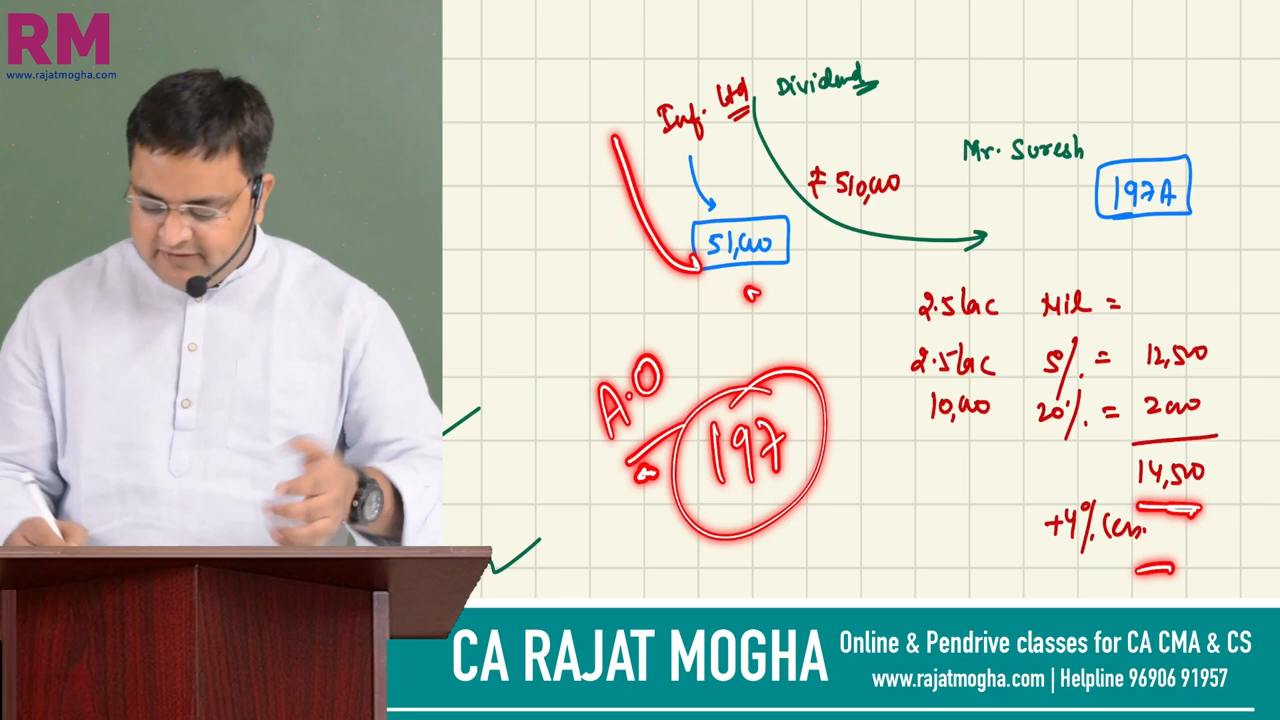 RM
www.rajatmogha.com
Inf. Ltd Dividend
Mr. Suresh
₹ 510,000
197A
51,000
2.5 lac Nil =
2.5 lac 5% = 12,500
10,000 20% = 2000
14,500
+4% Cess.
A.O
197
CA RAJAT MOGHA
Online & Pendrive classes for CA CMA & CS
www.rajatmogha.com | Helpline 96906 91957